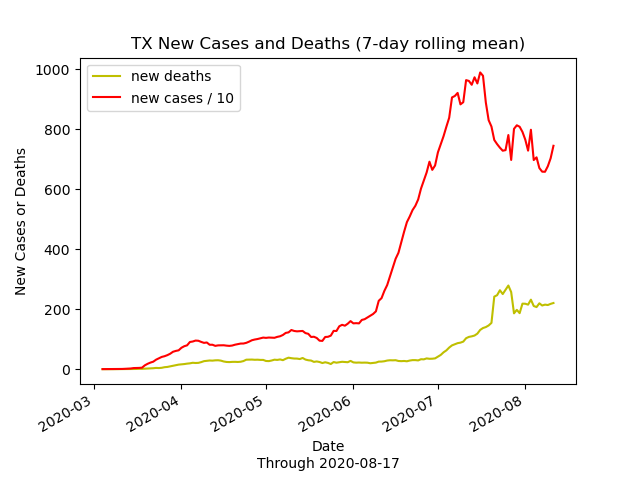 TX New Cases and Deaths (7-day rolling mean)
new deaths
new cases / 10
1000
800
600
400
200
0
New Cases or Deaths
2020-03
2020-04
2020-05
2020-06
2020-07
2020-08
Date
Through 2020-08-17